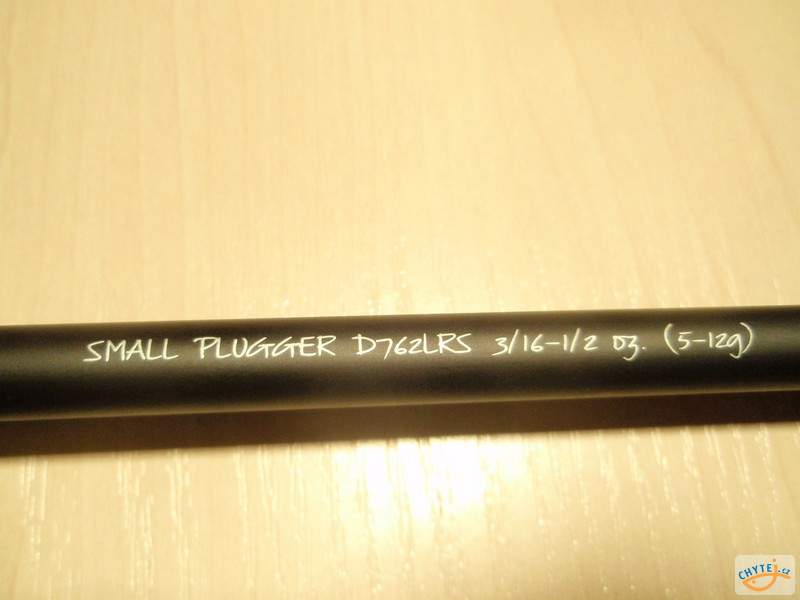 SMALL PLUGGER D762LRS 3/16-1/2 oz. (5-12g)
CHYTEJ.cz